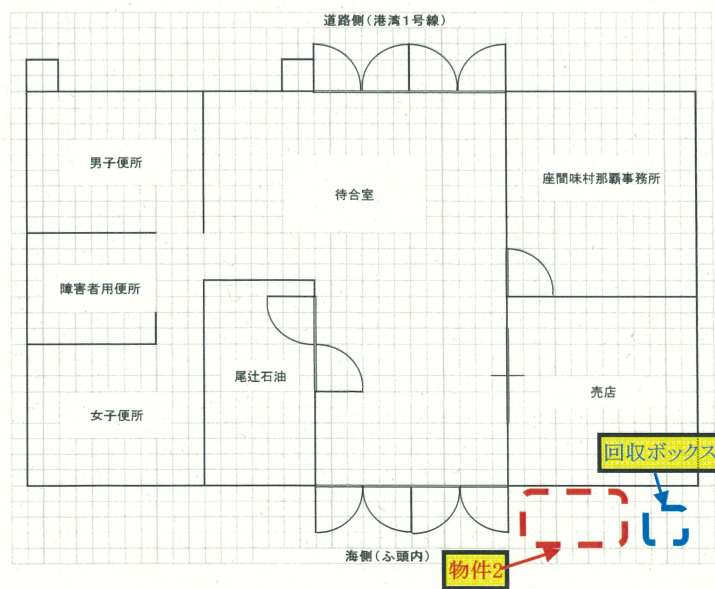 道路側(港湾1号線)
男子便所
待合室
座間味村那覇事務所
障害者用便所
尾辻石油
売店
女子便所
回収ボックス
海側(ふ頭内)
物件2